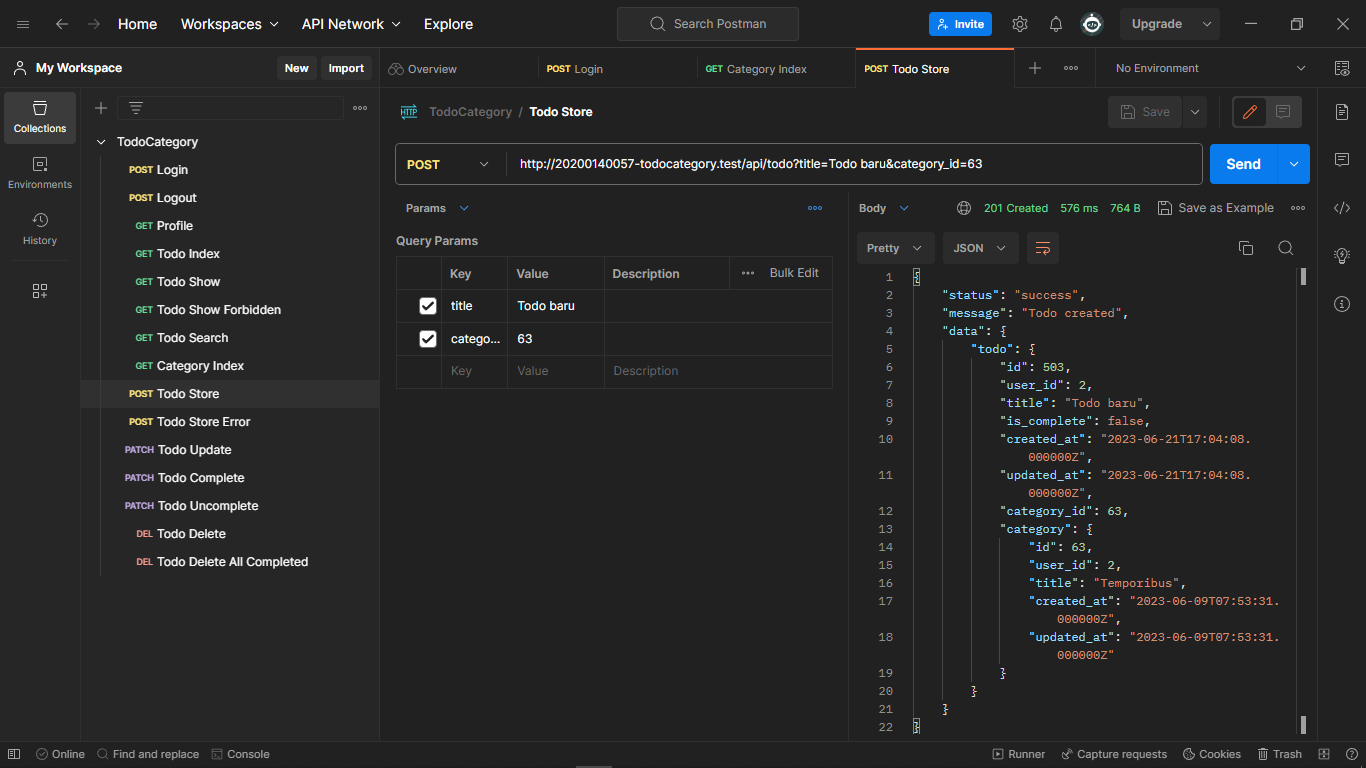 Home Workspaces API Network Explore Search Postman Invite Upgrade
My Workspace New Import Overview POST Login GET Category Index POST Todo Store No Environment
Collections
Environments
History
TodoCategory
POST Login
POST Logout
GET Profile
GET Todo Index
GET Todo Show
GET Todo Show Forbidden
GET Todo Search
GET Category Index
POST Todo Store
POST Todo Store Error
PATCH Todo Update
PATCH Todo Complete
PATCH Todo Uncomplete
DEL Todo Delete
DEL Todo Delete All Completed
HTTP TodoCategory / Todo Store Save
POST http://20200140057-todocategory.test/api/todo?title=Todo baru&category_id=63 Send
Params
Query Params
Key Value Description Bulk Edit
title Todo baru
catego... 63
Key Value Description
Body 201 Created 576 ms 764 B Save as Example
Pretty JSON
1 {
2 "status": "success",
3 "message": "Todo created",
4 "data": {
5 "todo": {
6 "id": 503,
7 "user_id": 2,
8 "title": "Todo baru",
9 "is_complete": false,
10 "created_at": "2023-06-21T17:04:08.
000000Z",
11 "updated_at": "2023-06-21T17:04:08.
000000Z",
12 "category_id": 63,
13 "category": {
14 "id": 63,
15 "user_id": 2,
16 "title": "Temporibus",
17 "created_at": "2023-06-09T07:53:31.
000000Z",
18 "updated_at": "2023-06-09T07:53:31.
000000Z"
19 }
20 }
21 }
22 }
Online Find and replace Console Runner Capture requests Cookies Trash